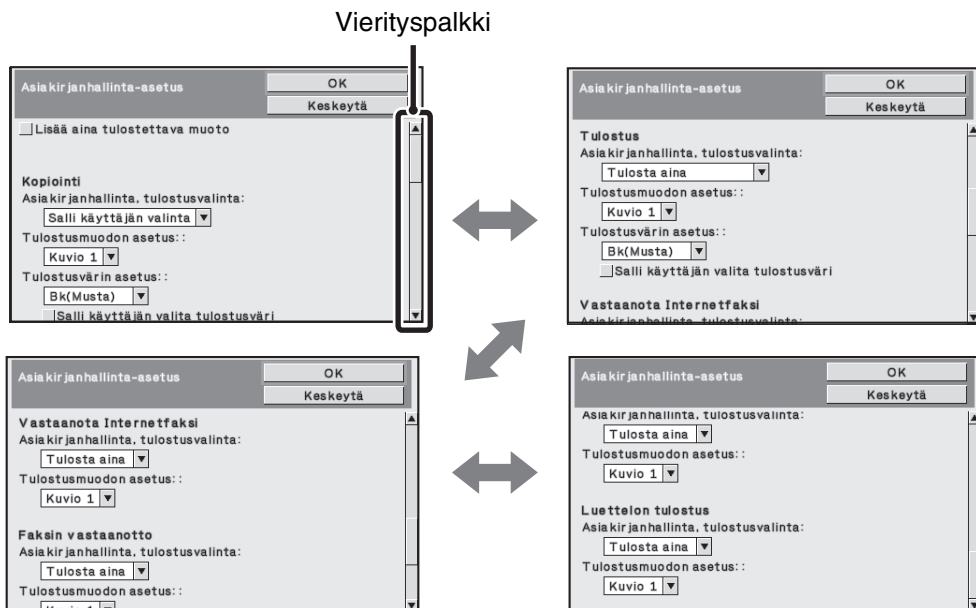 Vierityspalkki
Asiakirjanhallinta-asetus
OK
Keskeytä
Lisää aina tulostettava muoto
Kopiointi
Asiakirjanhallinta, tulostusvalinta:
Salli käyttäjän valinta
Tulostusmuodon asetus::
Kuvio 1
Tulostusvärin asetus::
Bk(Musta)
Salli käyttäjän valita tulostusväri
Asiakirjanhallinta-asetus
OK
Keskeytä
Tulostus
Asiakirjanhallinta, tulostusvalinta:
Tulosta aina
Tulostusmuodon asetus::
Kuvio 1
Tulostusvärin asetus::
Bk(Musta)
Salli käyttäjän valita tulostusväri
Vastaanota Internetfaksi
Asiakirjanhallinta, tulostusvalinta:
Asiakirjanhallinta-asetus
OK
Keskeytä
Vastaanota Internetfaksi
Asiakirjanhallinta, tulostusvalinta:
Tulosta aina
Tulostusmuodon asetus::
Kuvio 1
Faksin vastaanotto
Asiakirjanhallinta, tulostusvalinta:
Tulosta aina
Tulostusmuodon asetus::
Kuvio 1
Asiakirjanhallinta-asetus
OK
Keskeytä
Asiakirjanhallinta, tulostusvalinta:
Tulosta aina
Tulostusmuodon asetus::
Kuvio 1
Luettelon tulostus
Asiakirjanhallinta, tulostusvalinta:
Tulosta aina
Tulostusmuodon asetus::
Kuvio 1